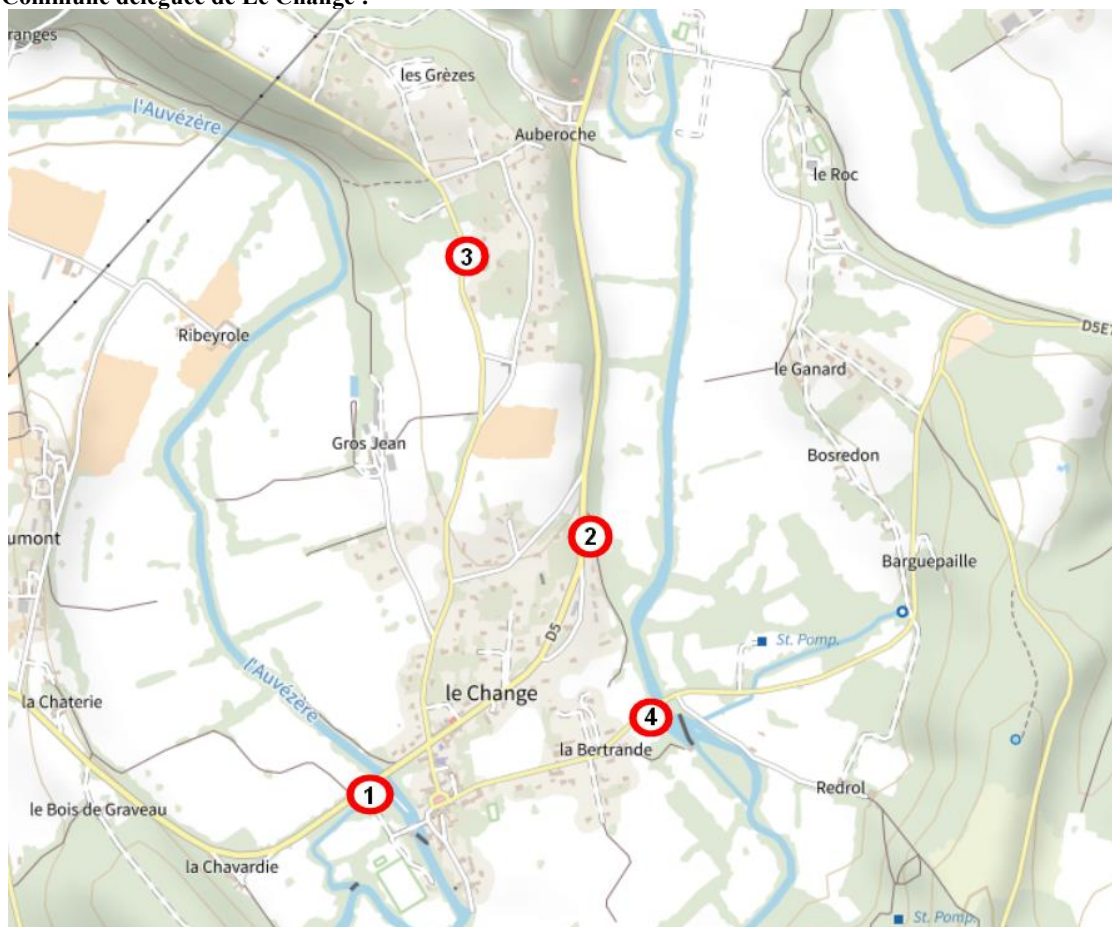 Commune déléguée de Le Change :
ranges
les Grèzes
l'Auvézère
Auberoche
le Roc
3
Ribeyrole
D5E1
le Ganard
Gros Jean
Bosredon
umont
2
Barguepaille
D5
St. Pomp.
l'Auvézère
la Chaterie
le Change
4
la Bertrande
1
Redrol
le Bois de Graveau
la Chavardie
St. Pomp.